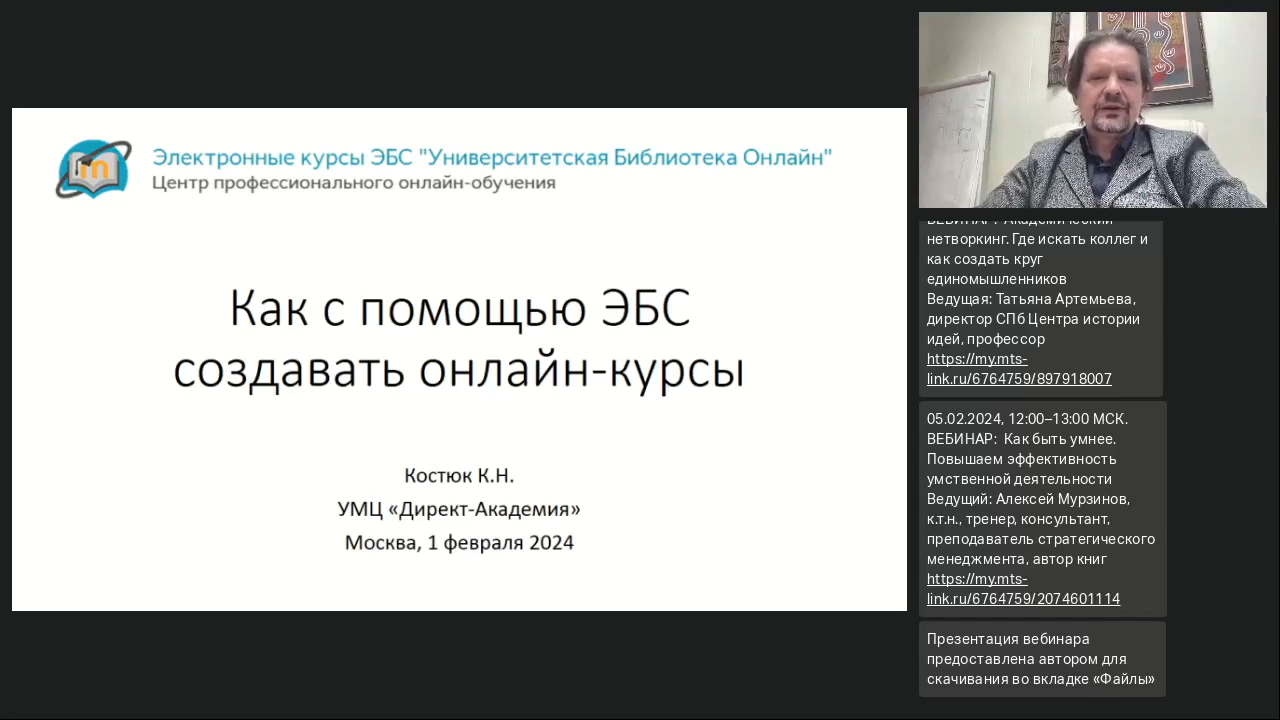 Электронные курсы ЭБС "Университетская Библиотека Онлайн"
Центр профессионального онлайн-обучения
Как с помощью ЭБС
создавать онлайн-курсы
Костюк К.Н.
УМЦ «Директ-Академия»
Москва, 1 февраля 2024
ВЕБИНАР: Академический
нетворкинг. Где искать коллег и
как создать круг
единомышленников
Ведущая: Татьяна Артемьева,
директор СПб Центра истории
идей, профессор
https://my.mts-
link.ru/6764759/897918007
05.02.2024, 12:00–13:00 МСК.
ВЕБИНАР: Как быть умнее.
Повышаем эффективность
умственной деятельности
Ведущий: Алексей Мурзинов,
к.т.н., тренер, консультант,
преподаватель стратегического
менеджмента, автор книг
https://my.mts-
link.ru/6764759/2074601114
Презентация вебинара
предоставлена автором для
скачивания во вкладке «Файлы»